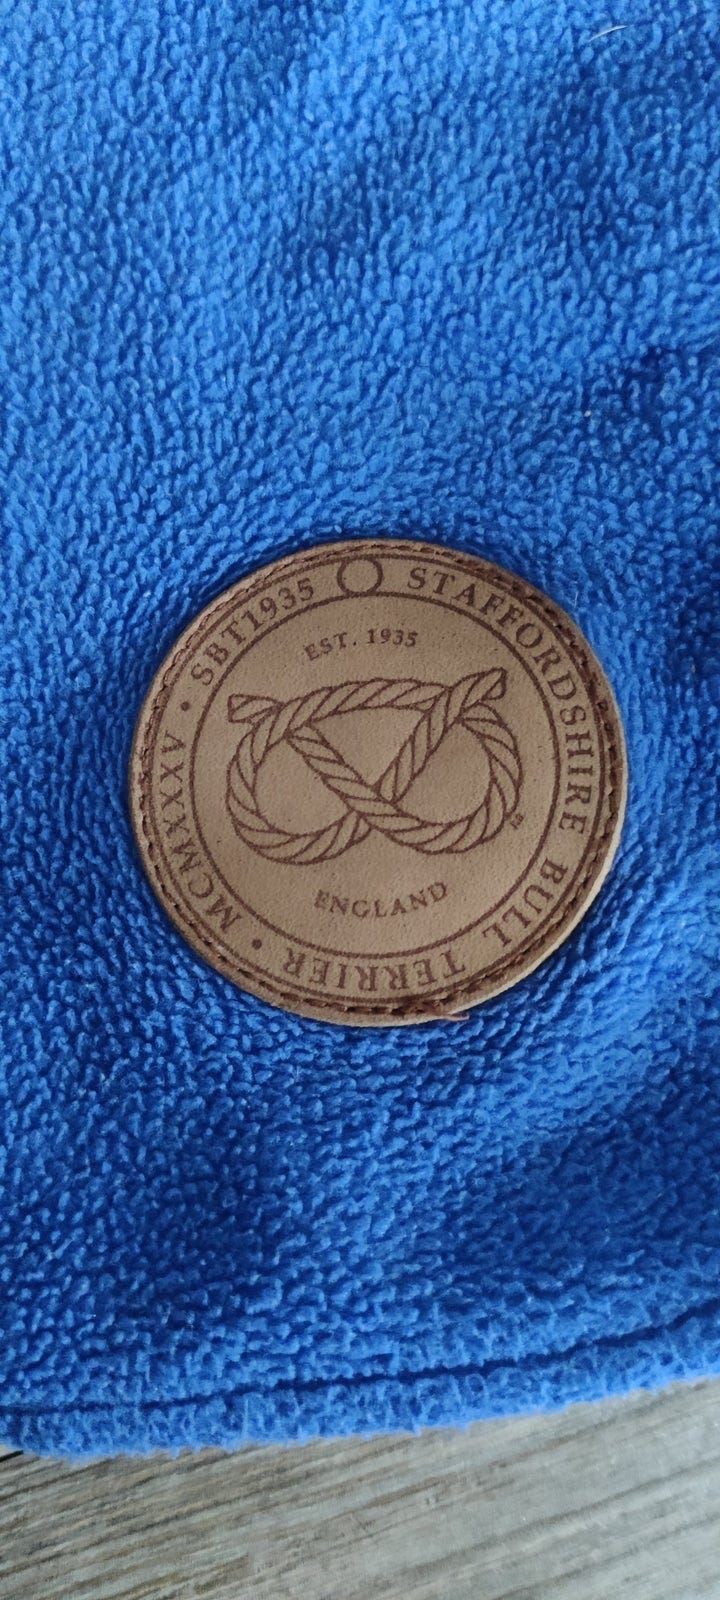 STAFFORDSHIRE BULL TERRIER • MCMXXXV • SBT1935
EST. 1935
ENGLAND